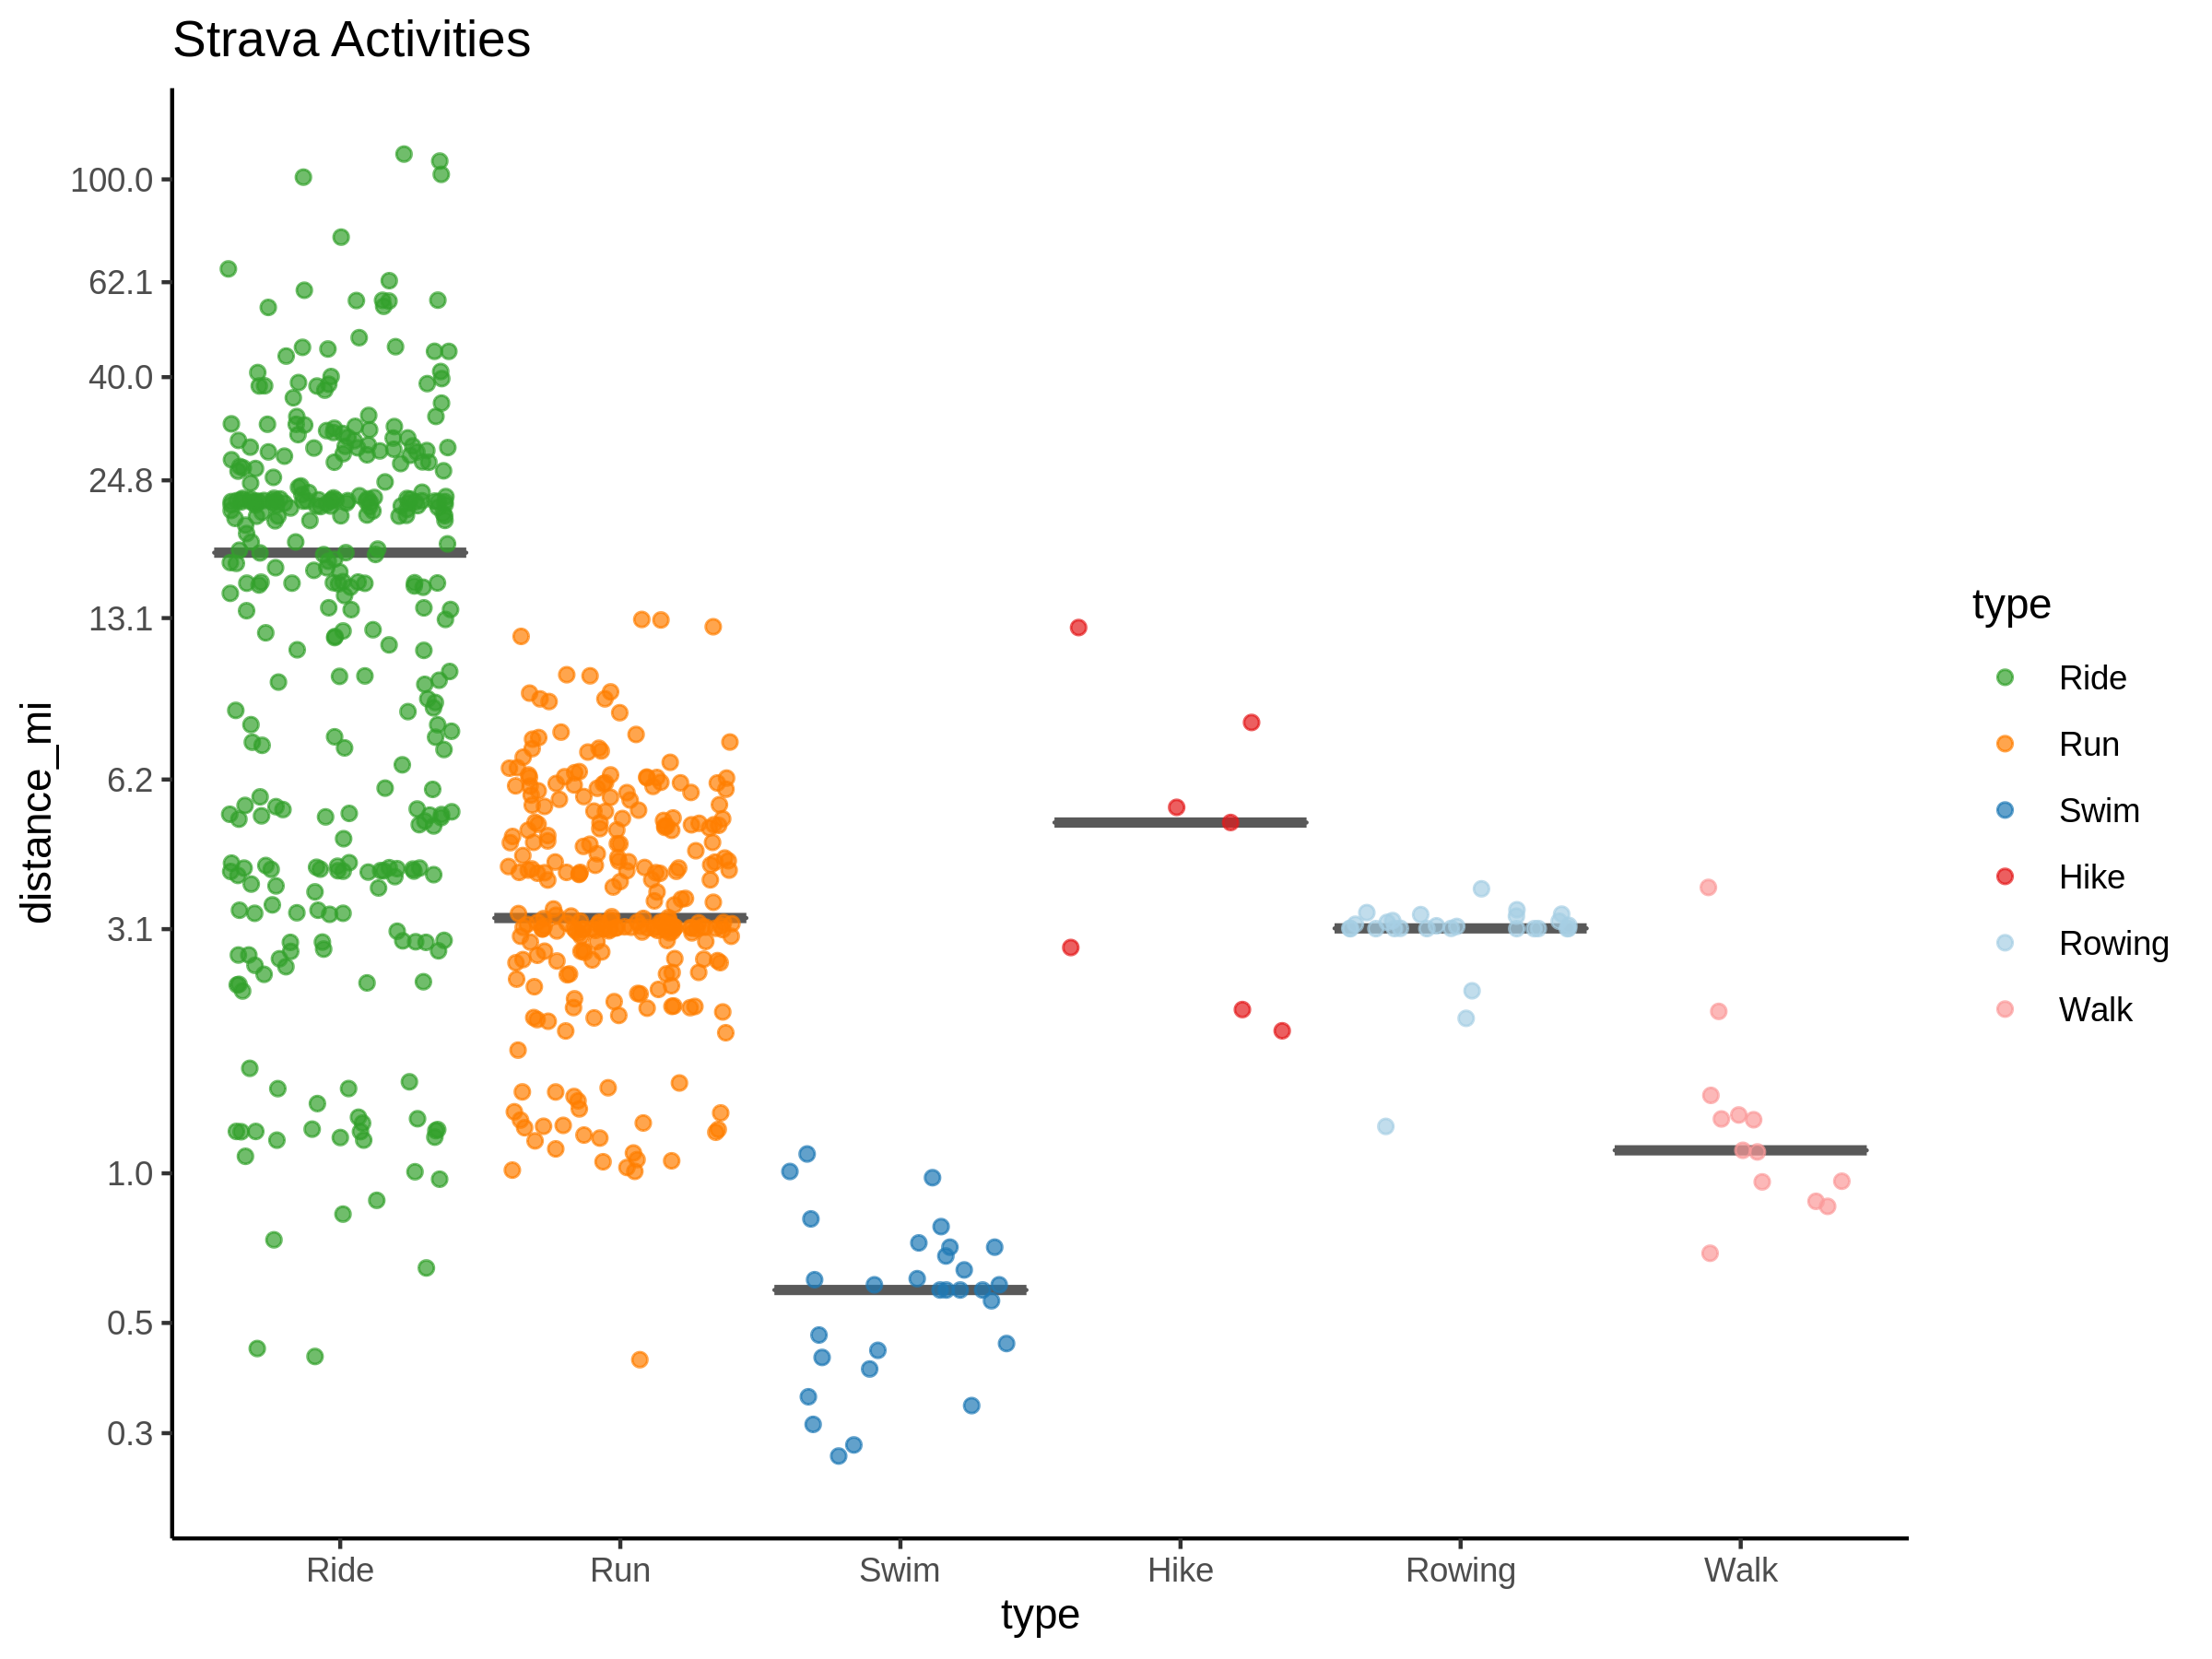 Strava Activities
distance_mi
100.0
62.1
40.0
24.8
13.1
6.2
3.1
1.0
0.5
0.3
Ride Run Swim Hike Rowing Walk
type
type
Ride
Run
Swim
Hike
Rowing
Walk